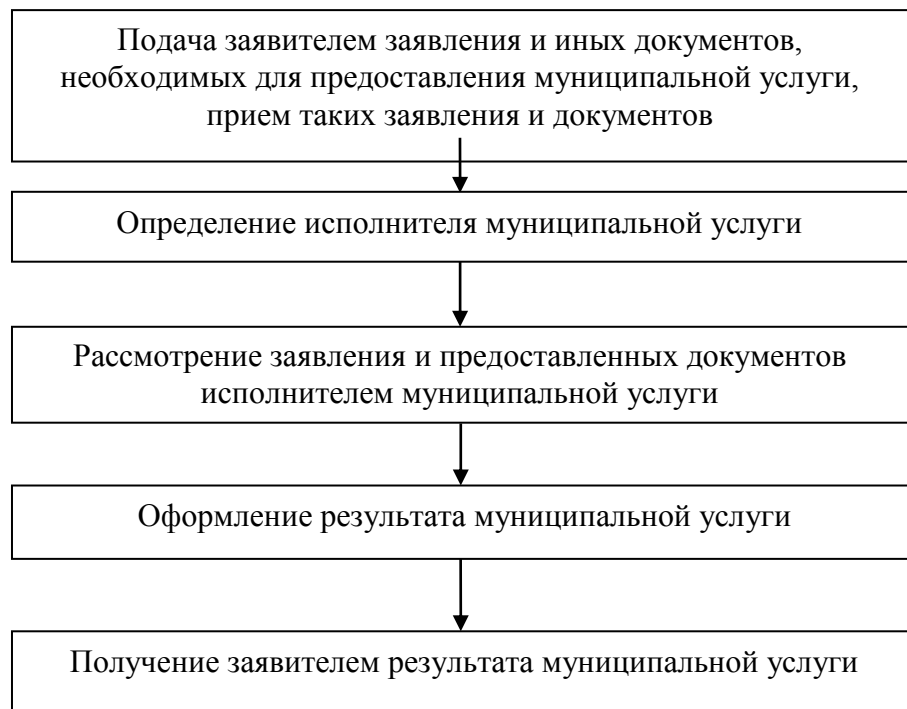 Подача заявителем заявления и иных документов,
необходимых для предоставления муниципальной услуги,
прием таких заявления и документов
Определение исполнителя муниципальной услуги
Рассмотрение заявления и предоставленных документов
исполнителем муниципальной услуги
Оформление результата муниципальной услуги
Получение заявителем результата муниципальной услуги